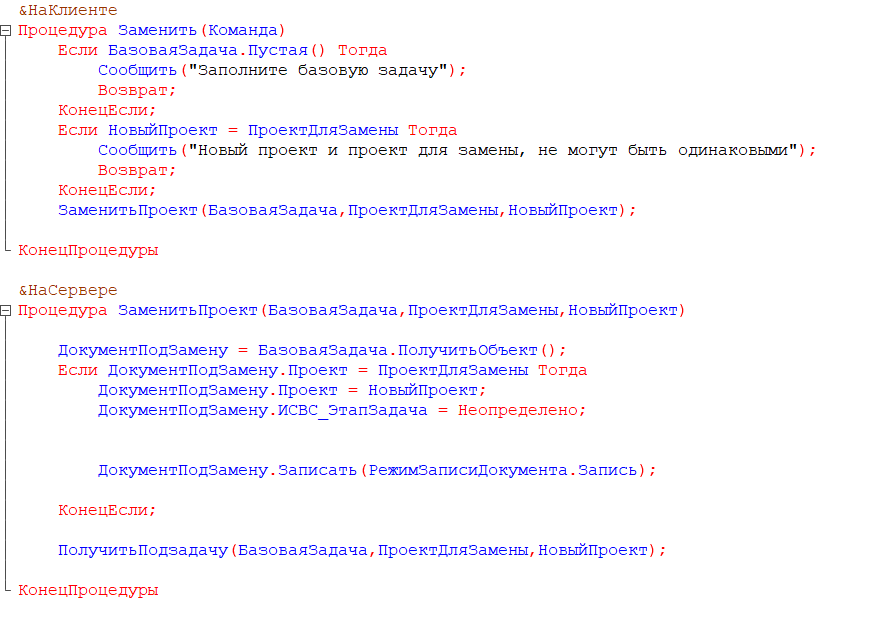 &НаКлиенте
Процедура Заменить(Команда)
Если БазоваяЗадача.Пустая() Тогда
Сообщить("Заполните базовую задачу");
Возврат;
КонецЕсли;
Если НовыйПроект = ПроектДляЗамены Тогда
Сообщить("Новый проект и проект для замены, не могут быть одинаковыми");
Возврат;
КонецЕсли;
ЗаменитьПроект(БазоваяЗадача,ПроектДляЗамены,НовыйПроект);
КонецПроцедуры
&НаСервере
Процедура ЗаменитьПроект(БазоваяЗадача,ПроектДляЗамены,НовыйПроект)
ДокументПодЗамену = БазоваяЗадача.ПолучитьОбъект();
Если ДокументПодЗамену.Проект = ПроектДляЗамены Тогда
ДокументПодЗамену.Проект = НовыйПроект;
ДокументПодЗамену.ИСВС_ЭтапЗадача = Неопределено;
ДокументПодЗамену.Записать(РежимЗаписиДокумента.Запись);
КонецЕсли;
ПолучитьПодзадачу(БазоваяЗадача,ПроектДляЗамены,НовыйПроект);
КонецПроцедуры